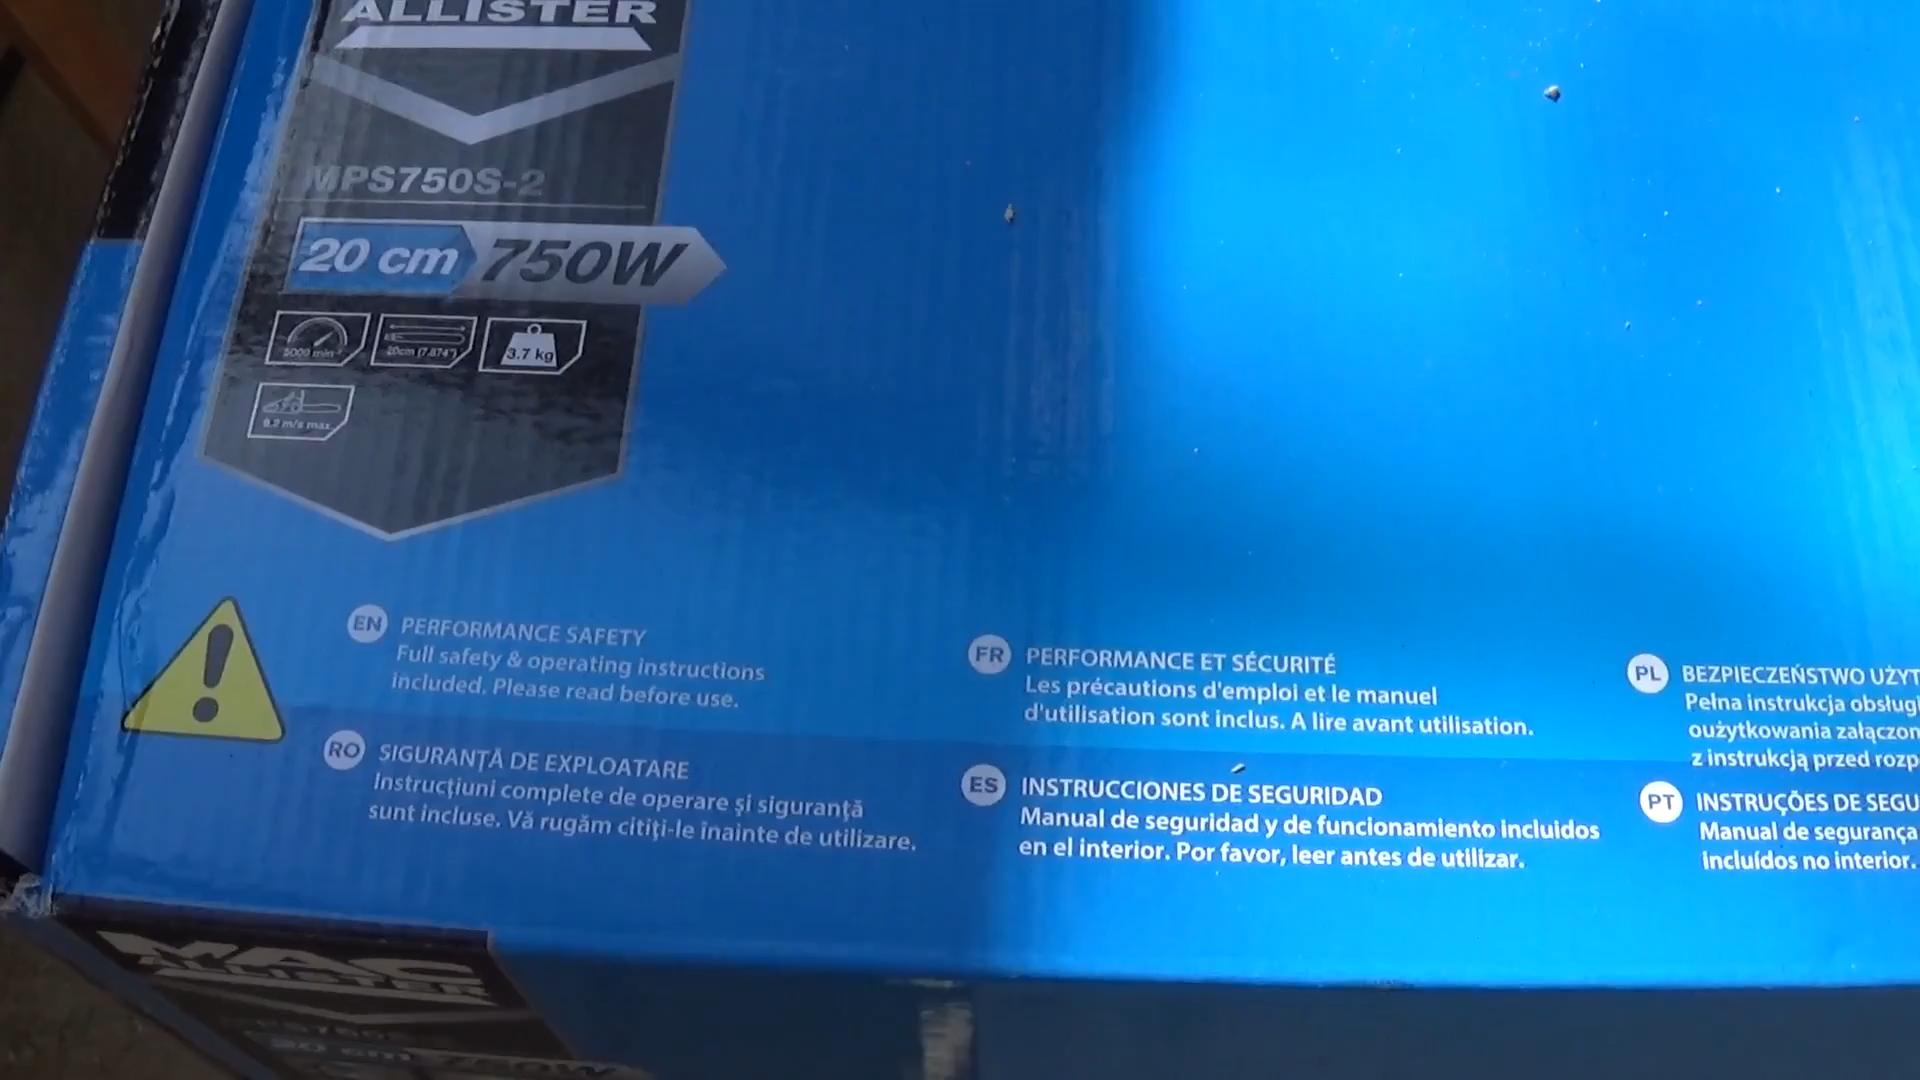 ALLISTER
MPS750S-2
20 cm 750W
5000 min⁻¹
20cm (7.874")
3.7 kg
9.2 m/s max.
EN PERFORMANCE SAFETY
Full safety & operating instructions
included. Please read before use.
RO SIGURANȚĂ DE EXPLOATARE
Instrucțiuni complete de operare și siguranță
sunt incluse. Vă rugăm citiți-le înainte de utilizare.
FR PERFORMANCE ET SÉCURITÉ
Les précautions d'emploi et le manuel
d'utilisation sont inclus. A lire avant utilisation.
ES INSTRUCCIONES DE SEGURIDAD
Manual de seguridad y de funcionamiento incluidos
en el interior. Por favor, leer antes de utilizar.
PL BEZPIECZEŃSTWO UŻYT
Pełna instrukcja obsług
oużytkowania załączon
z instrukcją przed rozp
PT INSTRUÇÕES DE SEGU
Manual de segurança
incluídos no interior.
MAC
ALLISTER
20 cm